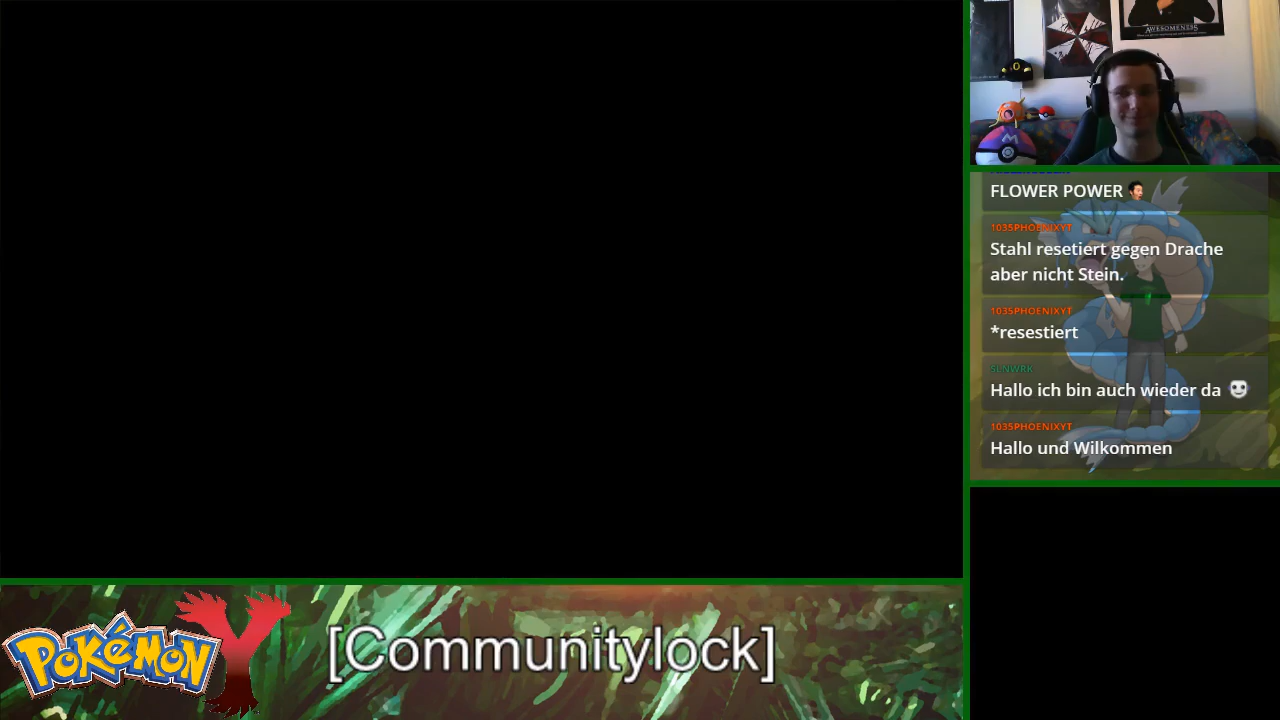 AWESOMENESS
FLOWER POWER
1035PHOENIXYT
Stahl resetiert gegen Drache
aber nicht Stein.
1035PHOENIXYT
*resestiert
SLNWRK
Hallo ich bin auch wieder da
1035PHOENIXYT
Hallo und Wilkommen
POKéMON Y
[Communitylock]